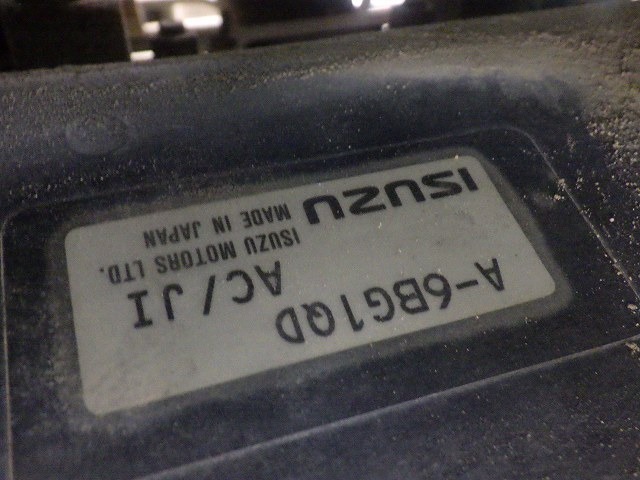 A-6BG1QD
AC/JI
ISUZU MOTORS LTD.
ISUZU MADE IN JAPAN